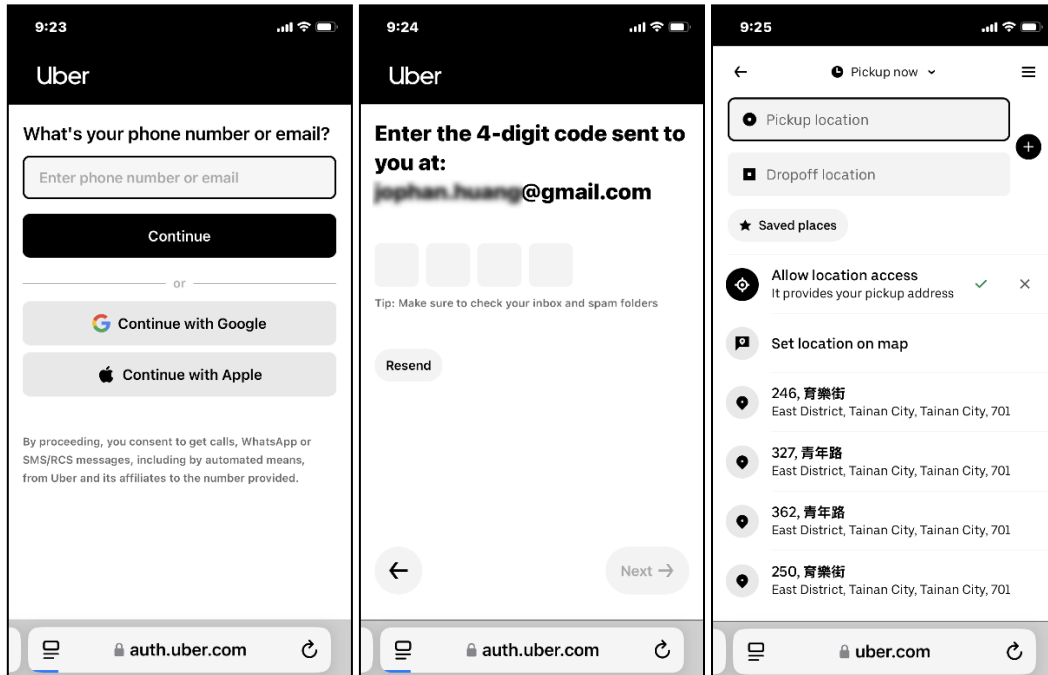 9:23
Uber
What's your phone number or email?
Enter phone number or email
Continue
or
Continue with Google
Continue with Apple
By proceeding, you consent to get calls, WhatsApp or
SMS/RCS messages, including by automated means,
from Uber and its affiliates to the number provided.
auth.uber.com
9:24
Uber
Enter the 4-digit code sent to
you at:
@gmail.com
Tip: Make sure to check your inbox and spam folders
Resend
Next
auth.uber.com
9:25
Pickup now
Pickup location
Dropoff location
Saved places
Allow location access
It provides your pickup address
Set location on map
246, 育樂街
East District, Tainan City, Tainan City, 701
327, 青年路
East District, Tainan City, Tainan City, 701
362, 青年路
East District, Tainan City, Tainan City, 701
250, 育樂街
East District, Tainan City, Tainan City, 701
uber.com